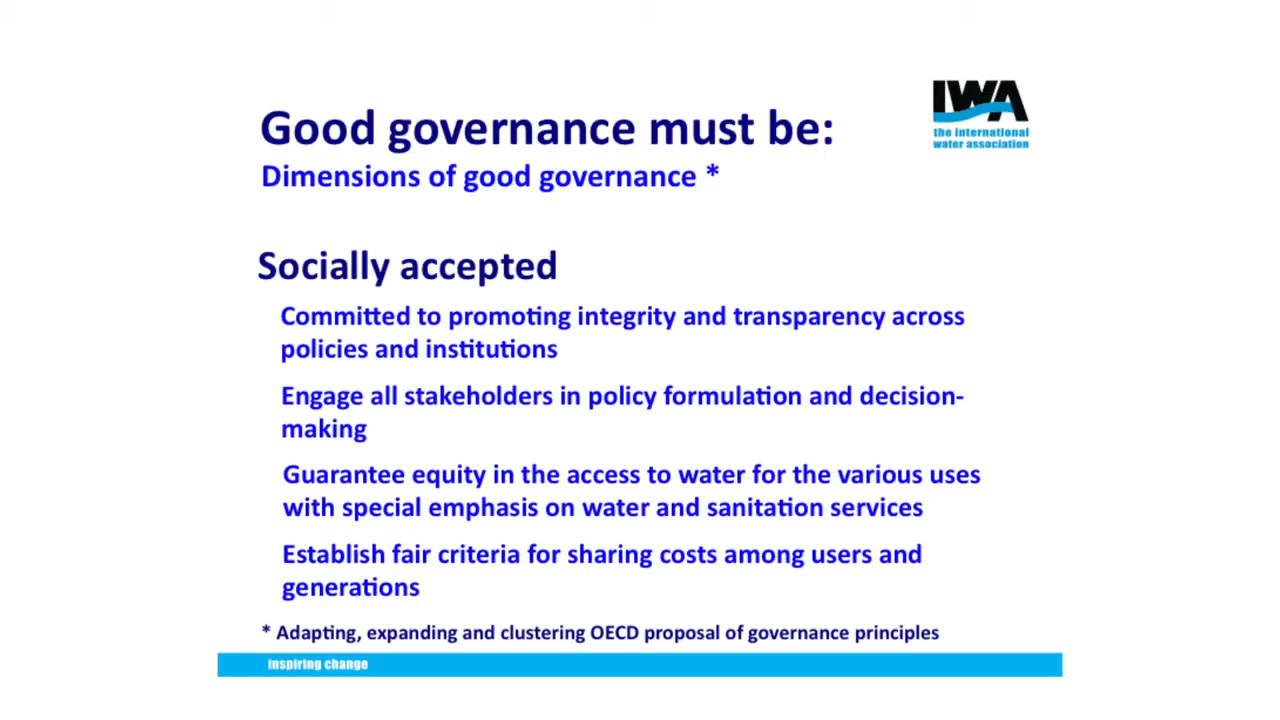 IWA
the international
water association
Good governance must be:
Dimensions of good governance *
Socially accepted
Committed to promoting integrity and transparency across
policies and institutions
Engage all stakeholders in policy formulation and decision-
making
Guarantee equity in the access to water for the various uses
with special emphasis on water and sanitation services
Establish fair criteria for sharing costs among users and
generations
* Adapting, expanding and clustering OECD proposal of governance principles
inspiring change